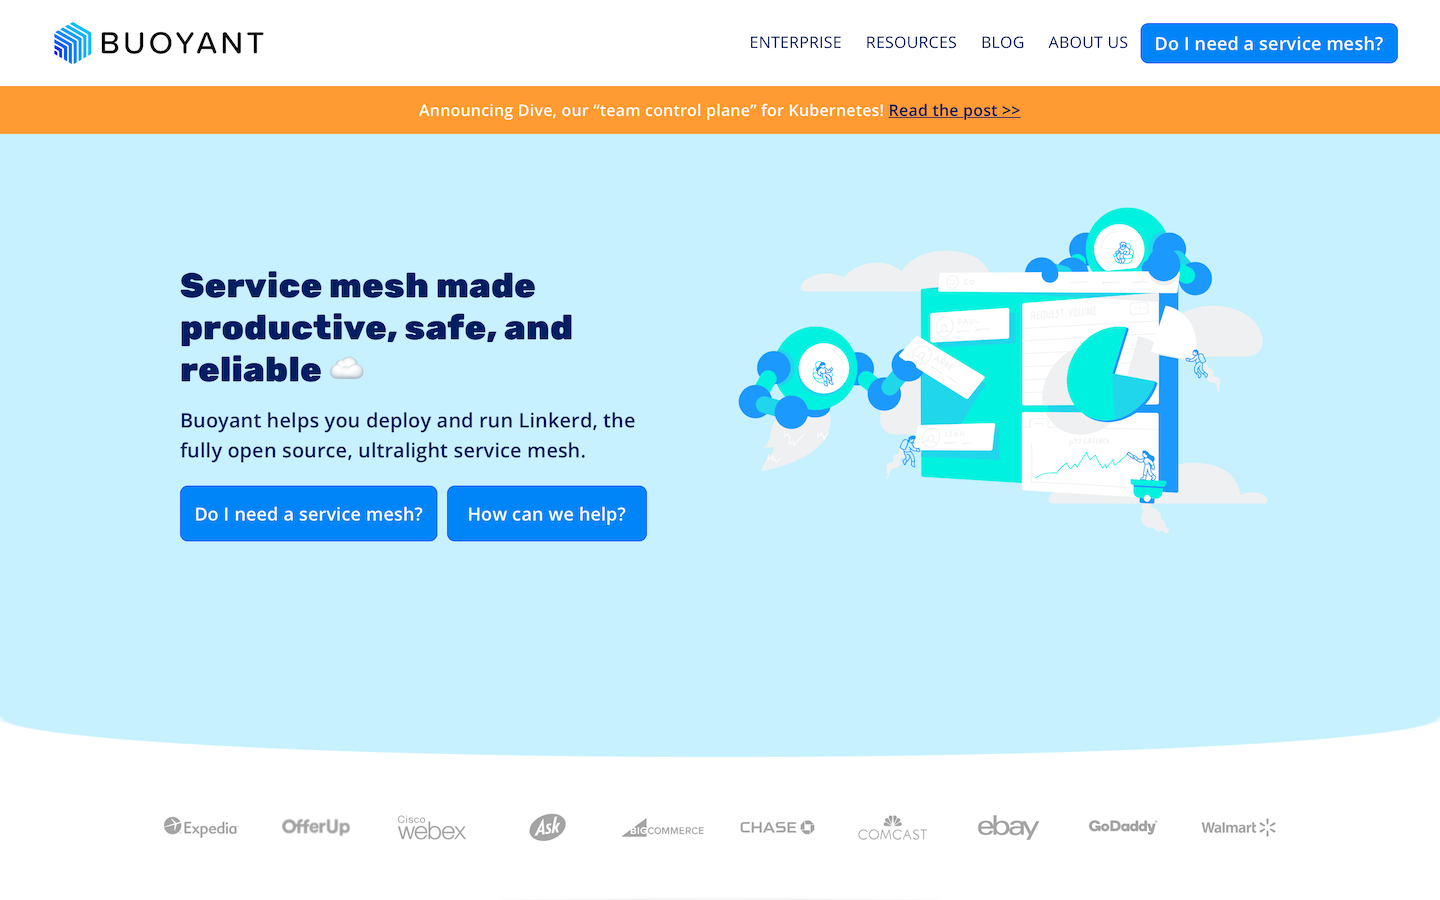 BUOYANT
ENTERPRISE
RESOURCES
BLOG
ABOUT US
Do I need a service mesh?
Announcing Dive, our “team control plane” for Kubernetes! Read the post >>
Service mesh made
productive, safe, and
reliable
Buoyant helps you deploy and run Linkerd, the
fully open source, ultralight service mesh.
Do I need a service mesh?
How can we help?
REQUEST VOLUME
P99 LATENCY
Expedia
OfferUp
Cisco
webex
Ask
BIGCOMMERCE
CHASE
COMCAST
ebay
GoDaddy
Walmart